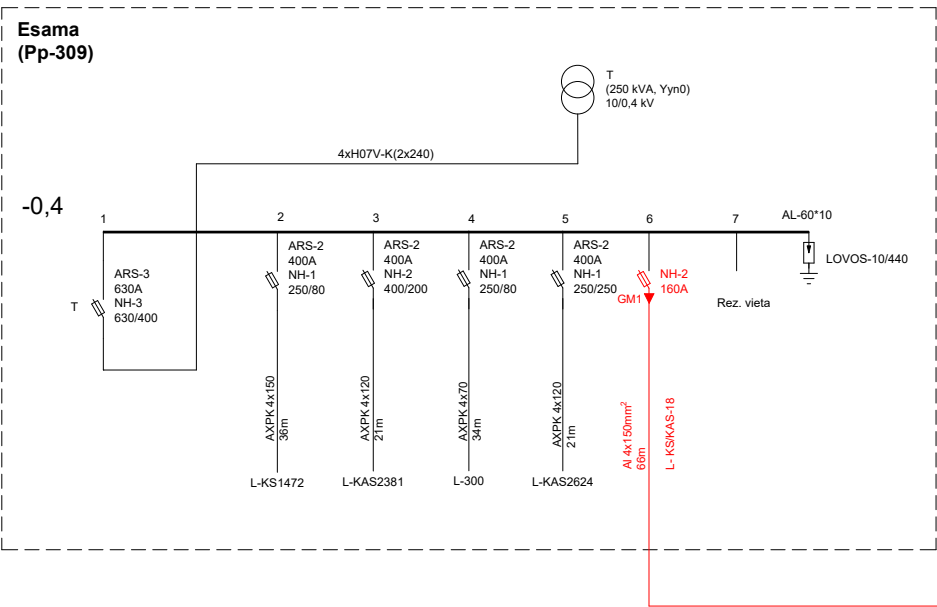 Esama
(Pp-309)
T
(250 kVA, Yyn0)
10/0,4 kV
4xH07V-K(2x240)
-0,4
1
2
3
4
5
6
7
AL-60*10
T
ARS-3
630A
NH-3
630/400
ARS-2
400A
NH-1
250/80
ARS-2
400A
NH-2
400/200
ARS-2
400A
NH-1
250/80
ARS-2
400A
NH-1
250/250
NH-2
160A
GM1
Rez. vieta
LOVOS-10/440
AXPK 4x150
36m
AXPK 4x120
21m
AXPK 4x70
34m
AXPK 4x120
21m
Al 4x150mm²
66m
L- KS/KAS-18
L-KS1472
L-KAS2381
L-300
L-KAS2624